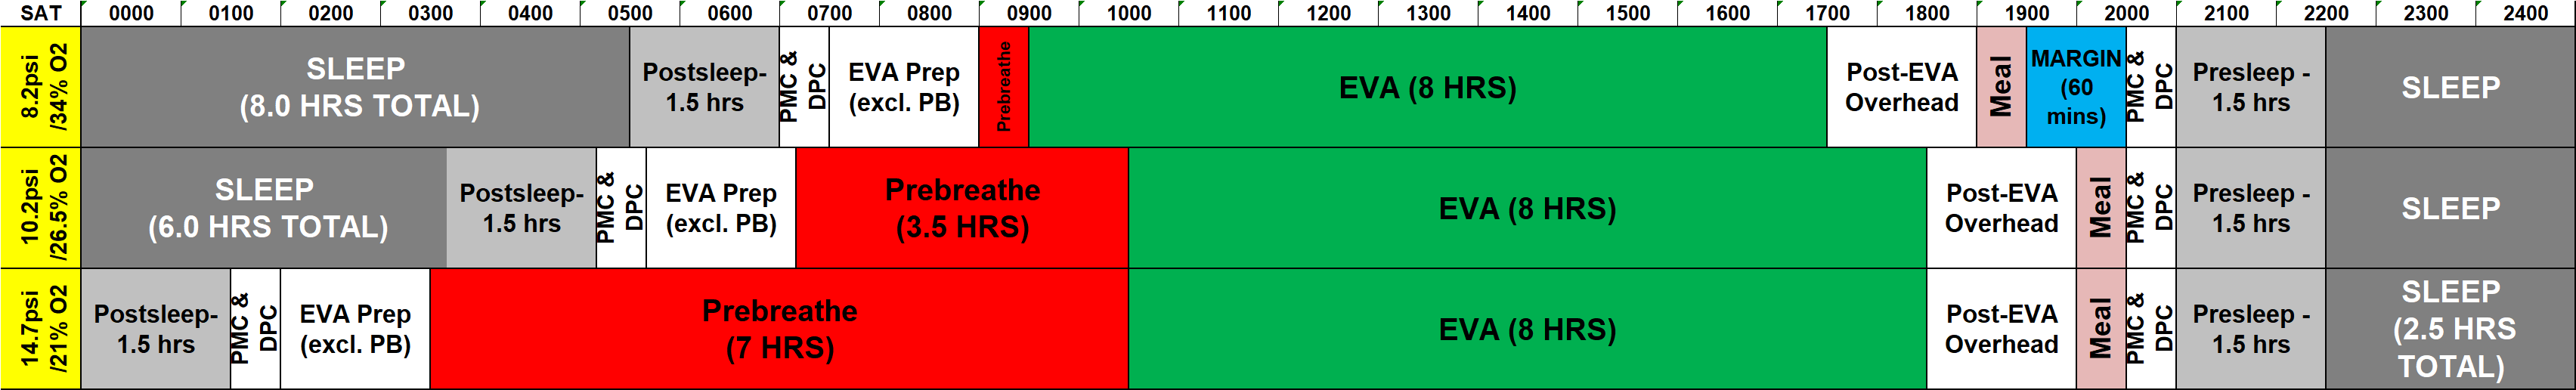 SAT 0000 0100 0200 0300 0400 0500 0600 0700 0800 0900 1000 1100 1200 1300 1400 1500 1600 1700 1800 1900 2000 2100 2200 2300 2400
8.2psi
/34% O2
SLEEP
(8.0 HRS TOTAL)
Postsleep-
1.5 hrs
PMC &
DPC
EVA Prep
(excl. PB)
Prebreathe
EVA (8 HRS)
Post-EVA
Overhead
Meal
MARGIN
(60
mins)
PMC &
DPC
Presleep -
1.5 hrs
SLEEP
10.2psi
/26.5% O2
SLEEP
(6.0 HRS TOTAL)
Postsleep-
1.5 hrs
PMC &
DPC
EVA Prep
(excl. PB)
Prebreathe
(3.5 HRS)
EVA (8 HRS)
Post-EVA
Overhead
Meal
PMC &
DPC
Presleep -
1.5 hrs
SLEEP
14.7psi
/21% O2
Postsleep-
1.5 hrs
PMC &
DPC
EVA Prep
(excl. PB)
Prebreathe
(7 HRS)
EVA (8 HRS)
Post-EVA
Overhead
Meal
PMC &
DPC
Presleep -
1.5 hrs
SLEEP
(2.5 HRS
TOTAL)